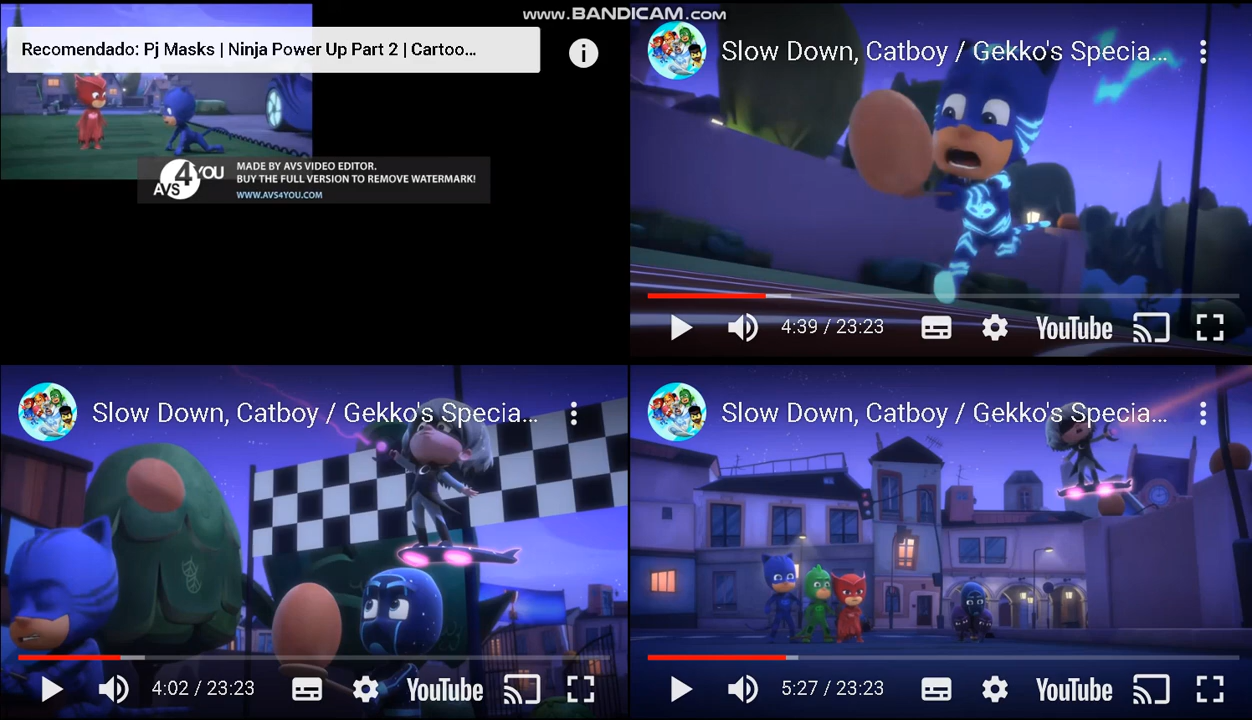 www.BANDICAM.com
Recomendado: Pj Masks | Ninja Power Up Part 2 | Cartoo...
AVS4YOU
MADE BY AVS VIDEO EDITOR.
BUY THE FULL VERSION TO REMOVE WATERMARK!
WWW.AVS4YOU.COM
Slow Down, Catboy / Gekko's Specia...
4:39 / 23:23
YouTube
Slow Down, Catboy / Gekko's Specia...
4:02 / 23:23
YouTube
Slow Down, Catboy / Gekko's Specia...
5:27 / 23:23
YouTube